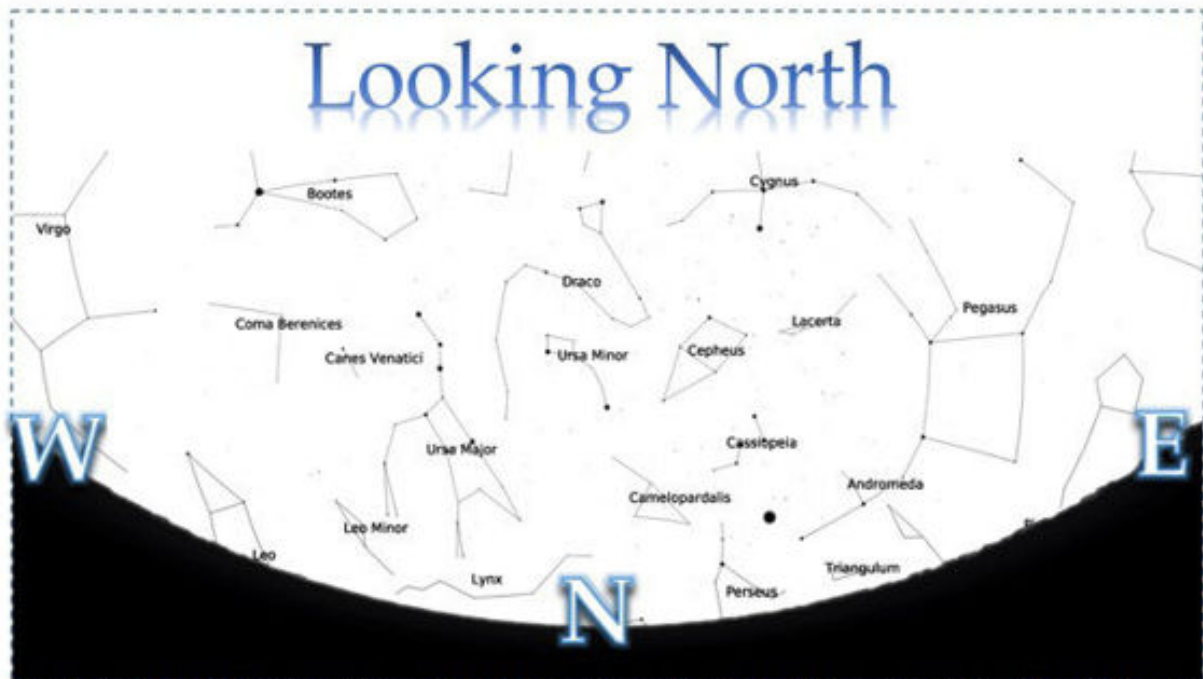 Looking North
Cygnus
Bootes
Virgo
Draco
Pegasus
Lacerta
Coma Berenices
Canes Venatici
Ursa Minor
Cepheus
W
E
Cassiopeia
Ursa Major
Andromeda
Camelopardalis
Leo Minor
Leo
Triangulum
Lynx
Perseus
N